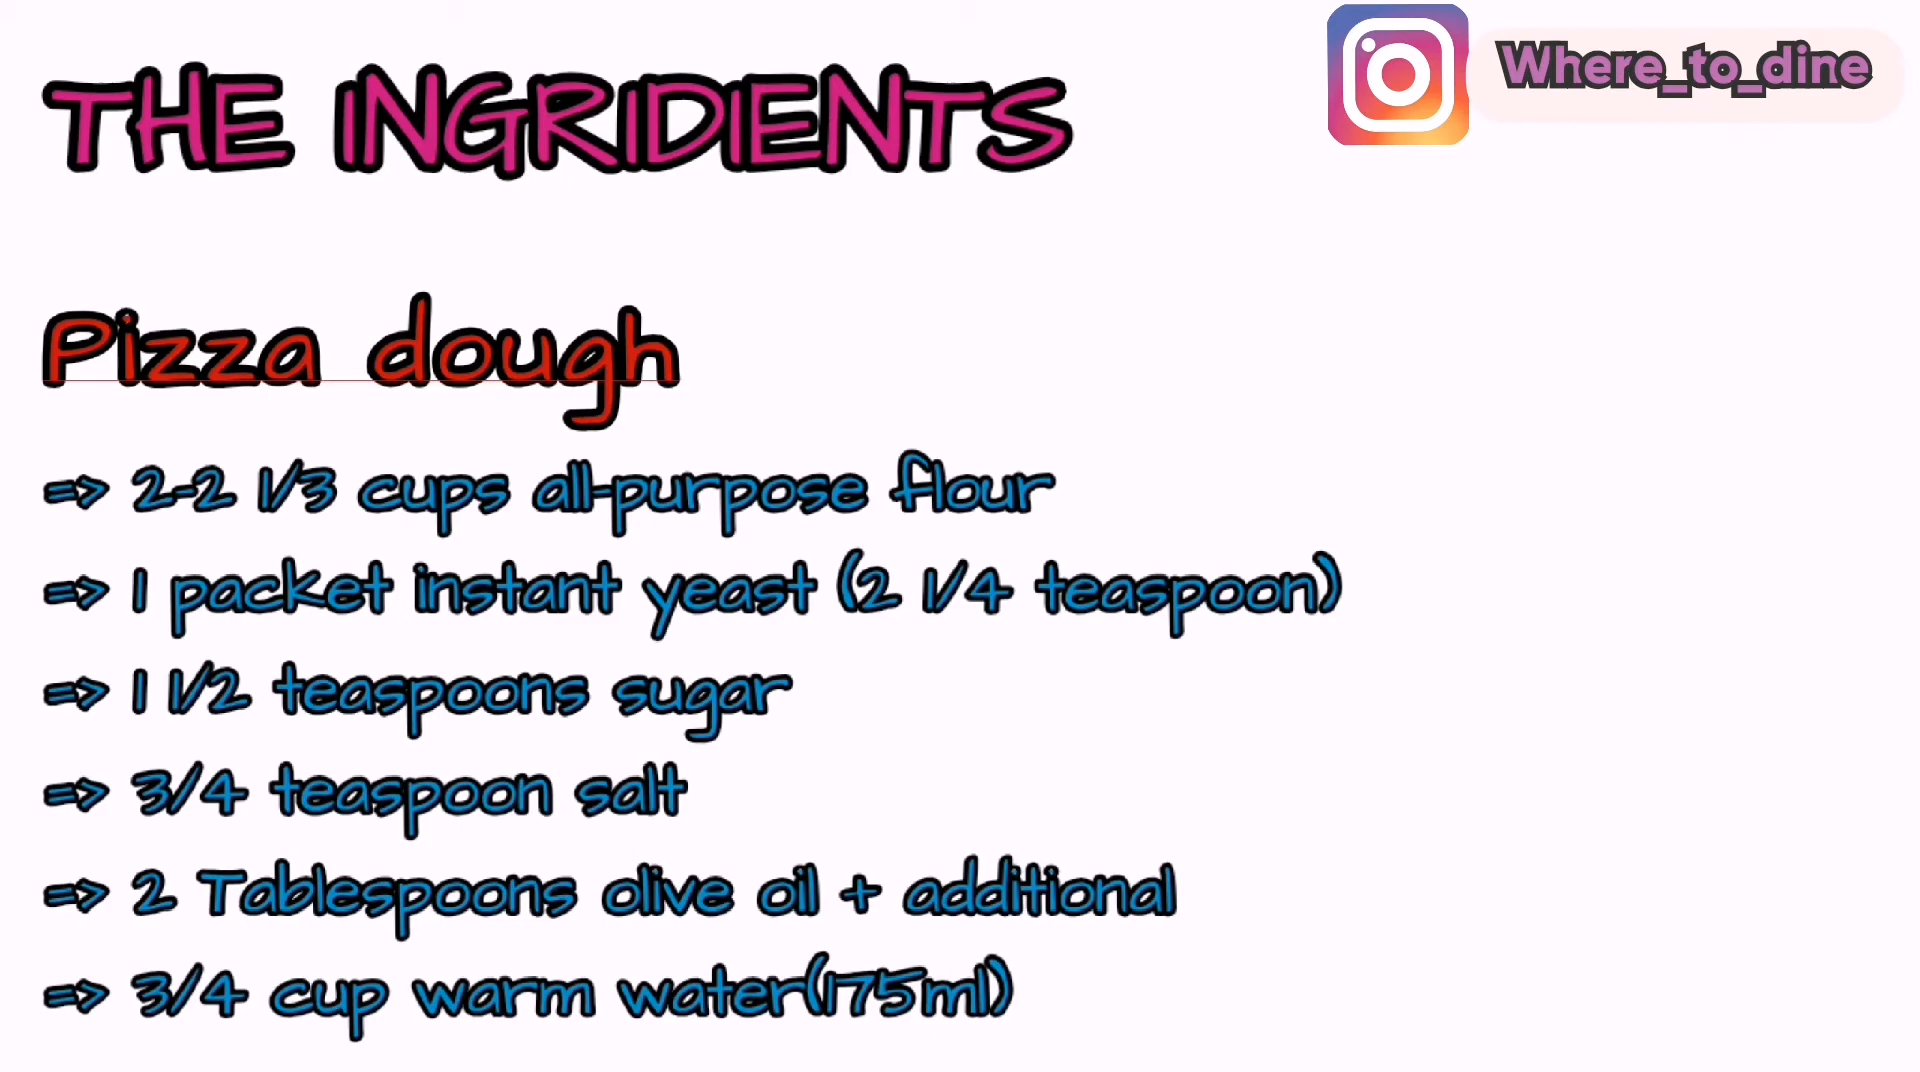 THE INGRIDIENTS
Where_to_dine
Pizza dough
=> 2-2 1/3 cups all-purpose flour
=> 1 packet instant yeast (2 1/4 teaspoon)
=> 1 1/2 teaspoons sugar
=> 3/4 teaspoon salt
=> 2 Tablespoons olive oil + additional
=> 3/4 cup warm water(175ml)